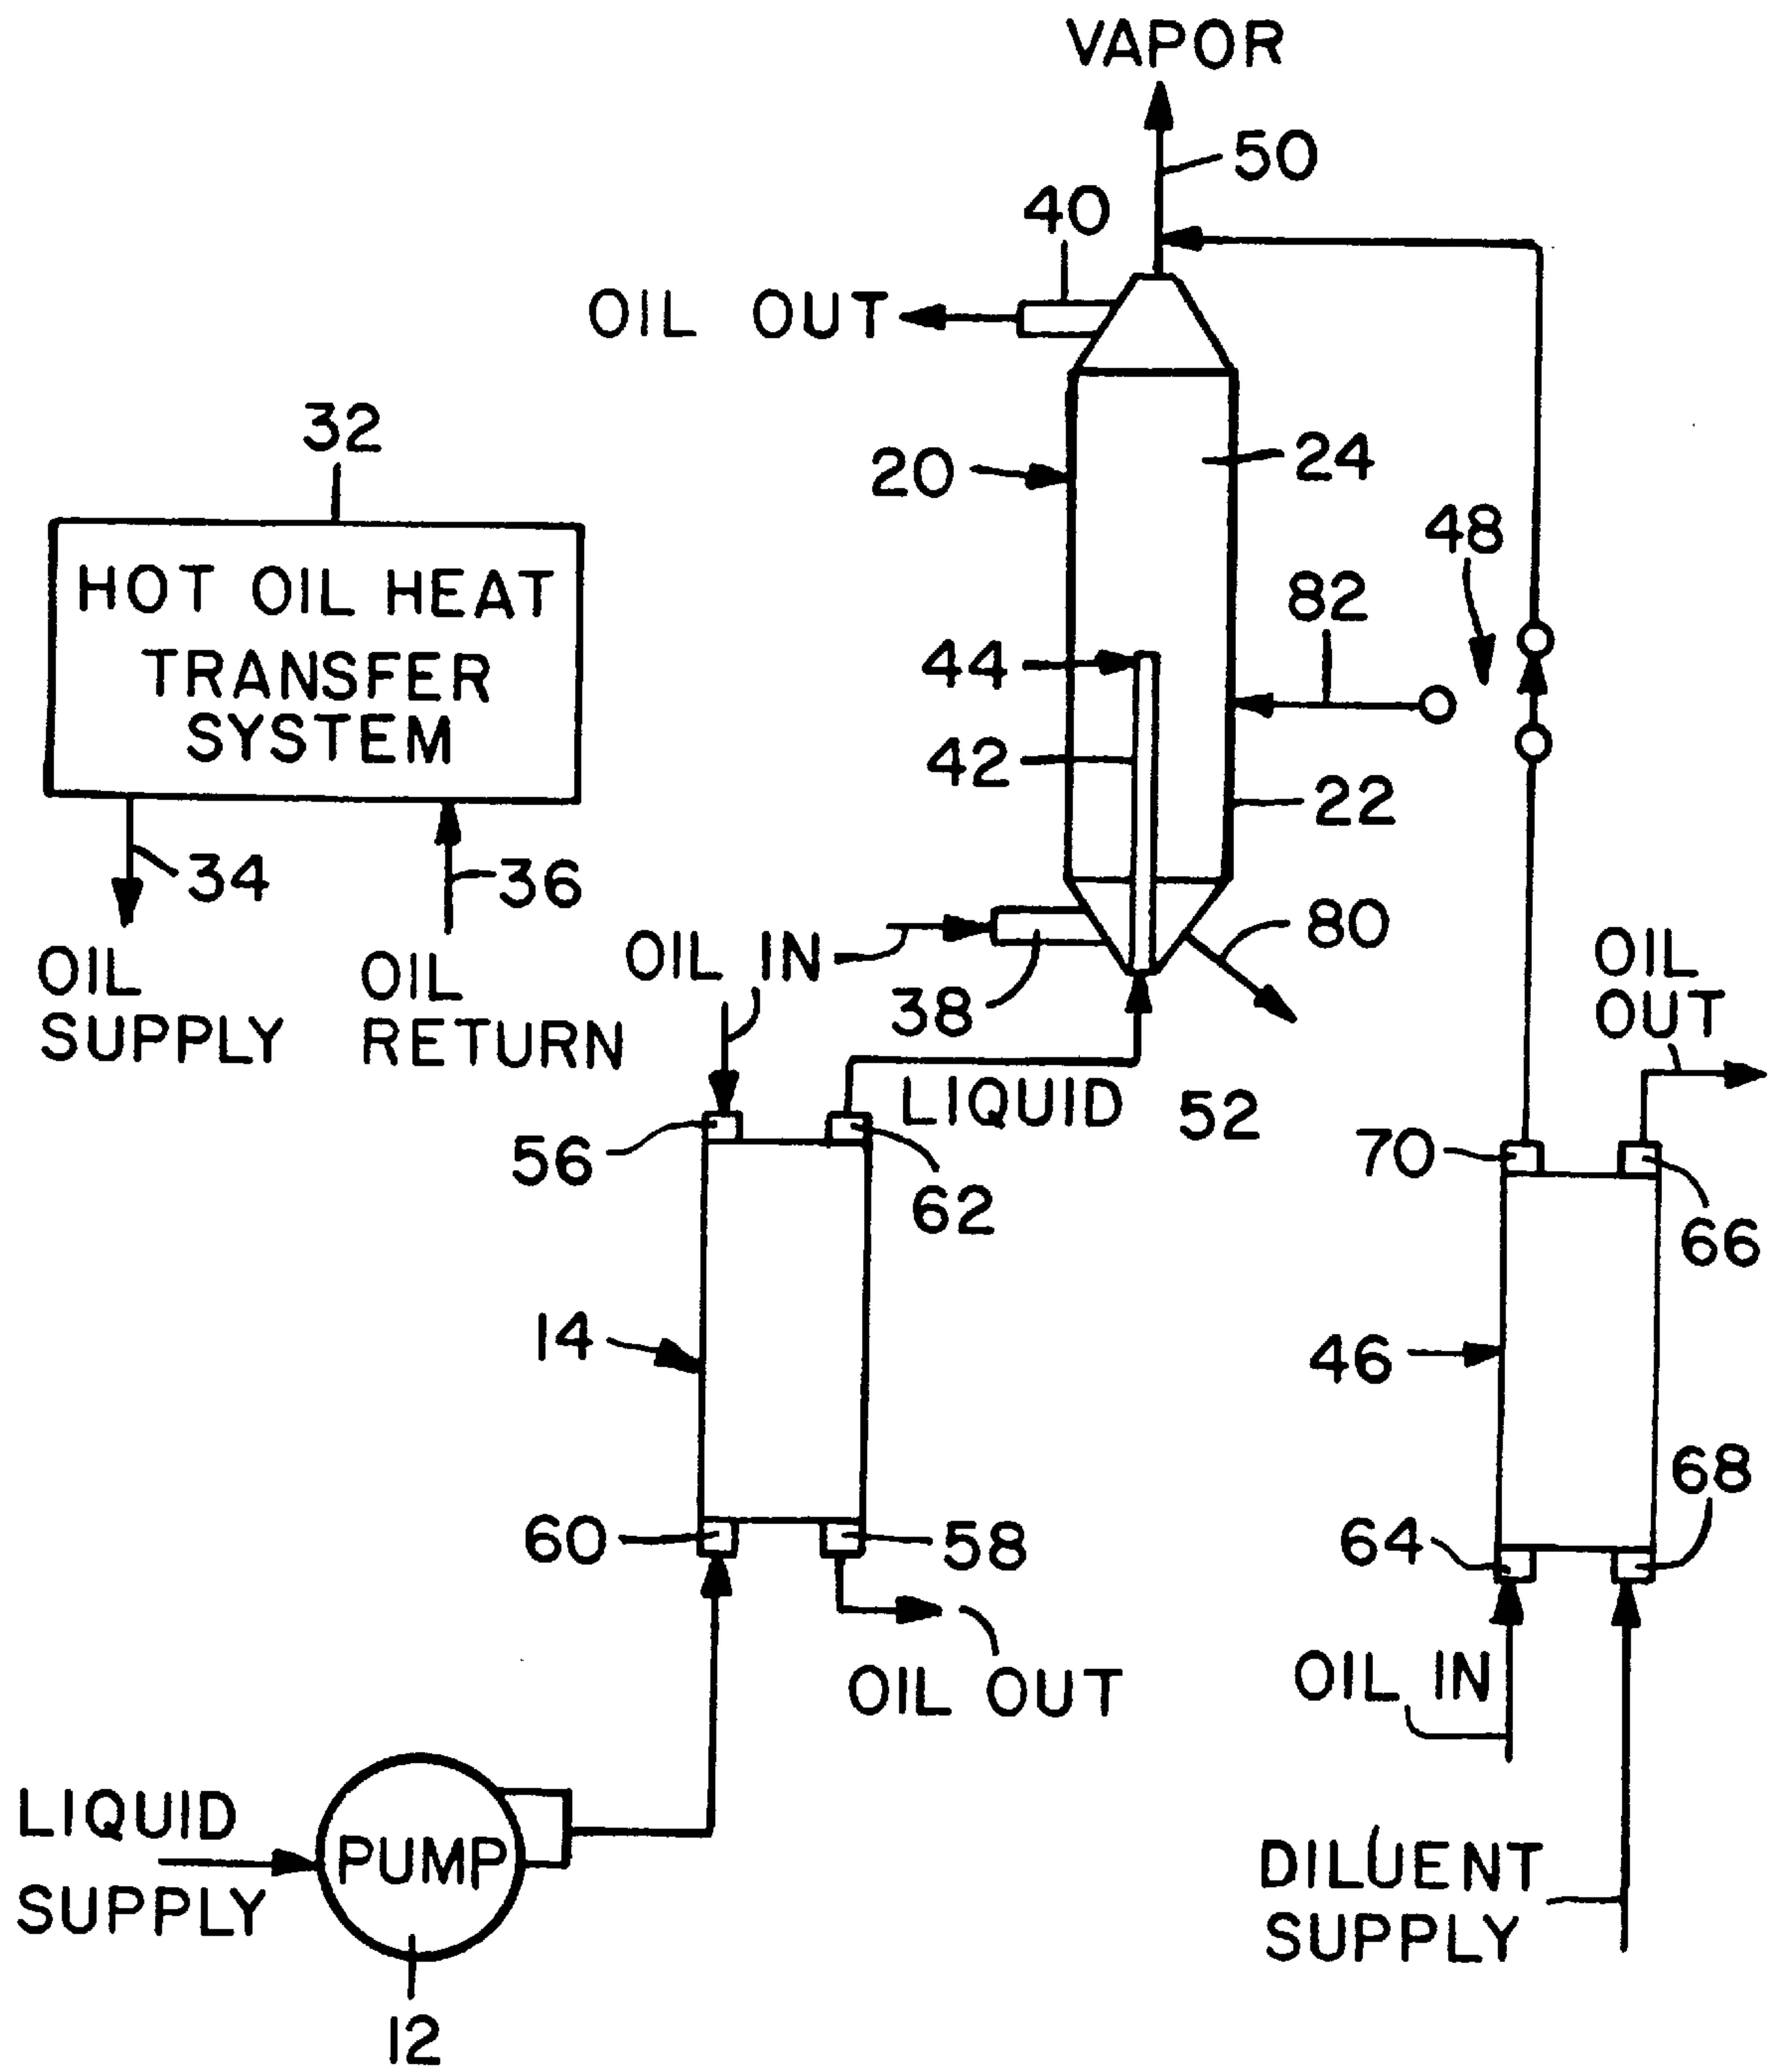 VAPOR
50
40
OIL OUT
32
20
24
48
HOT OIL HEAT
TRANSFER
SYSTEM
82
44
42
22
34
36
80
OIL
SUPPLY
OIL
RETURN
OIL IN
38
OIL
OUT
LIQUID
52
56
62
70
66
14
46
60
58
64
68
OIL OUT
OIL IN
LIQUID
SUPPLY
PUMP
DILUENT
SUPPLY
12